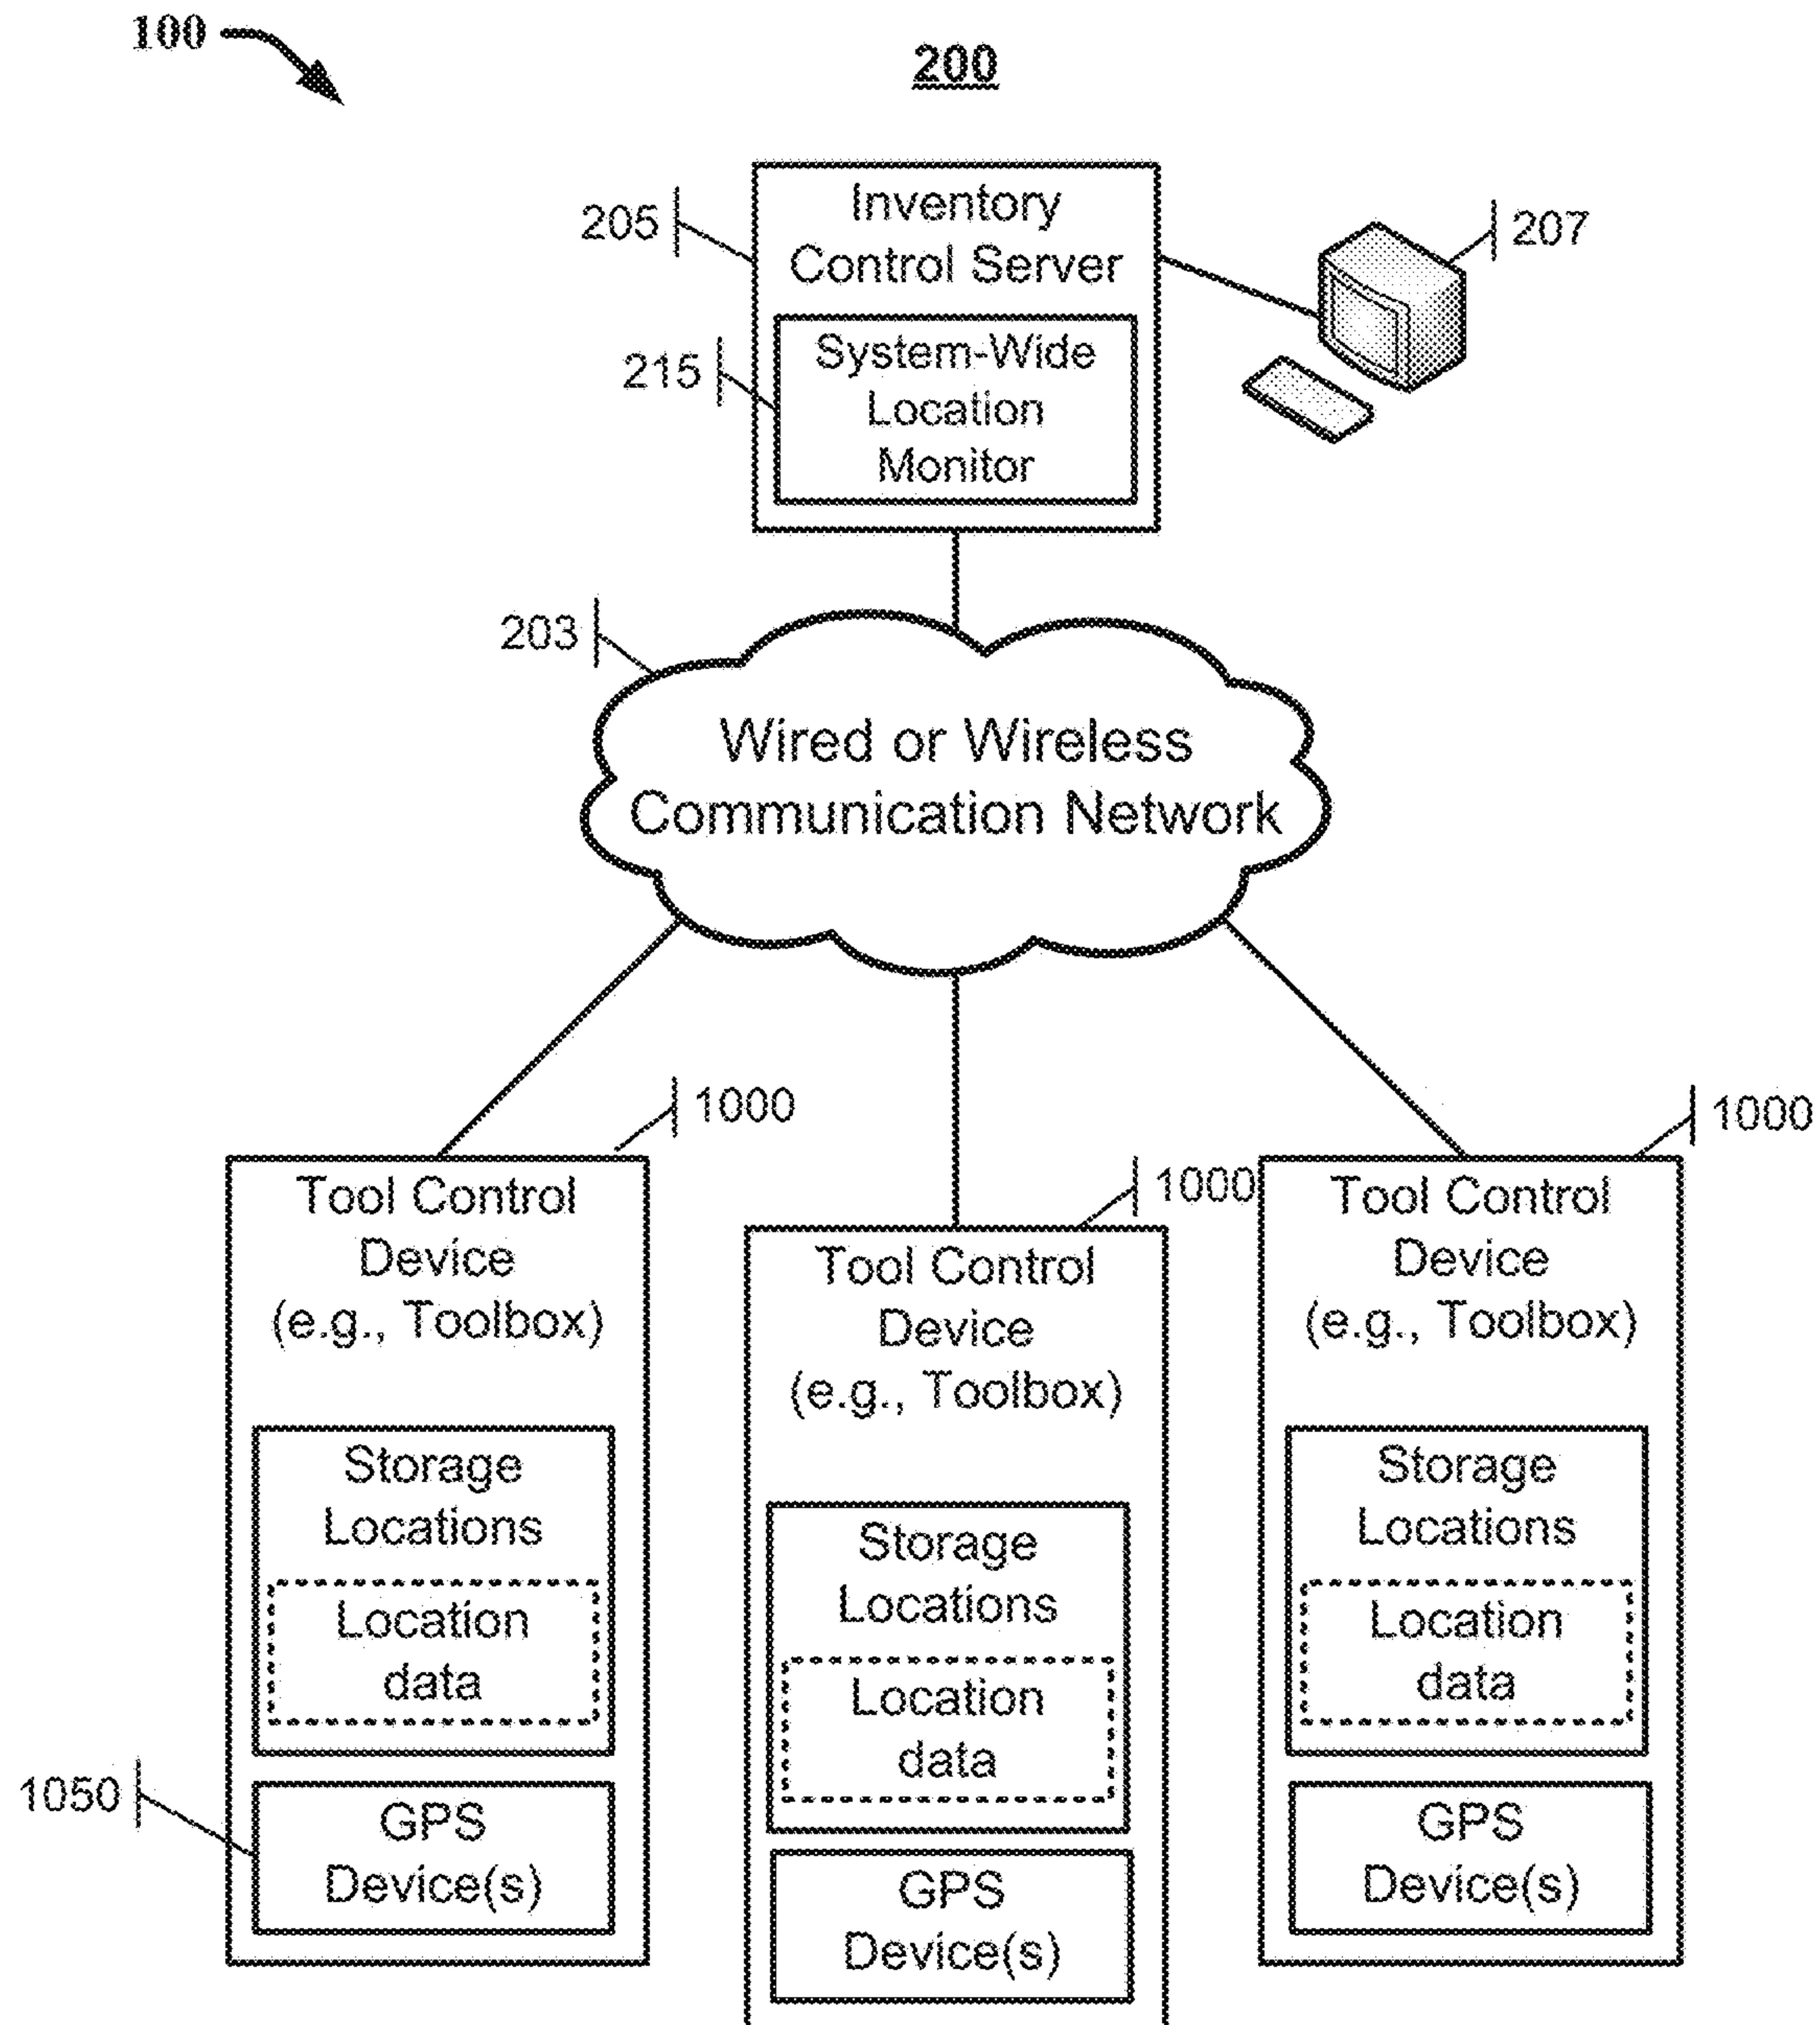 100
200
205
Inventory
Control Server
207
215
System-Wide
Location
Monitor
203
Wired or Wireless
Communication Network
1000
Tool Control
Device
(e.g., Toolbox)
Storage
Locations
Location
data
1050
GPS
Device(s)
1000
Tool Control
Device
(e.g., Toolbox)
Storage
Locations
Location
data
GPS
Device(s)
1000
Tool Control
Device
(e.g., Toolbox)
Storage
Locations
Location
data
GPS
Device(s)